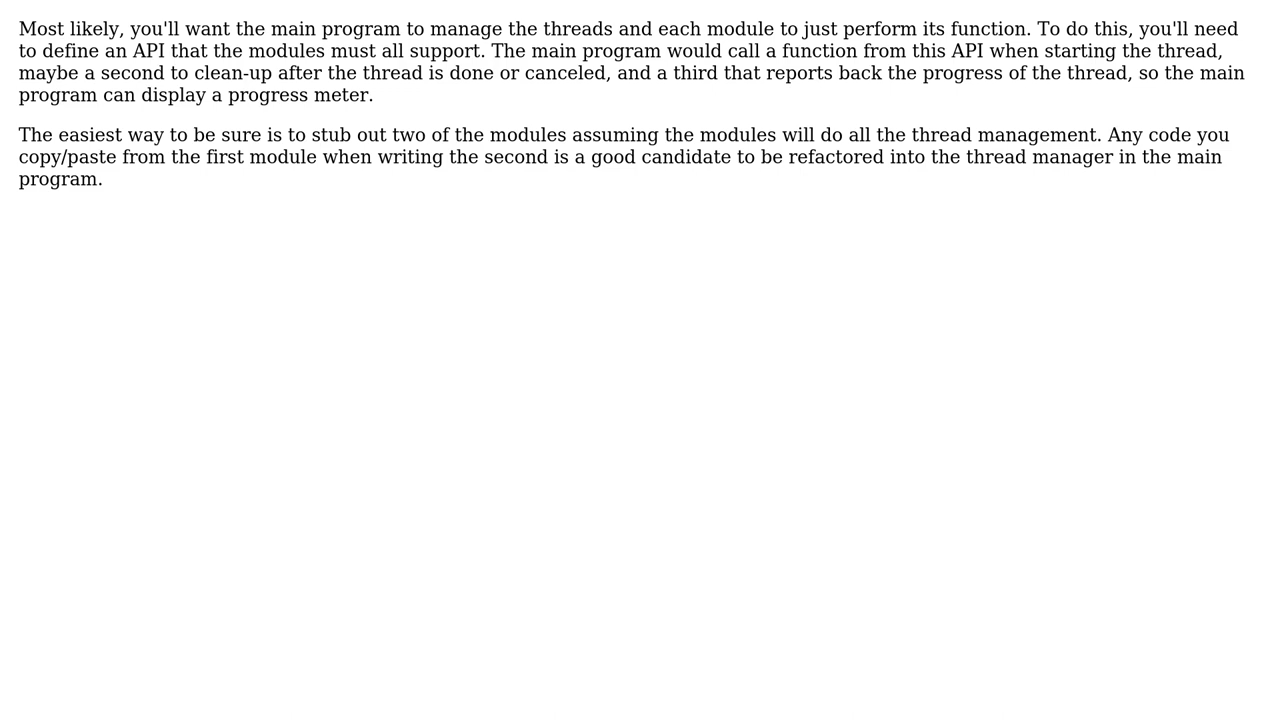 Most likely, you'll want the main program to manage the threads and each module to just perform its function. To do this, you'll need
to define an API that the modules must all support. The main program would call a function from this API when starting the thread,
maybe a second to clean-up after the thread is done or canceled, and a third that reports back the progress of the thread, so the main
program can display a progress meter.
The easiest way to be sure is to stub out two of the modules assuming the modules will do all the thread management. Any code you
copy/paste from the first module when writing the second is a good candidate to be refactored into the thread manager in the main
program.